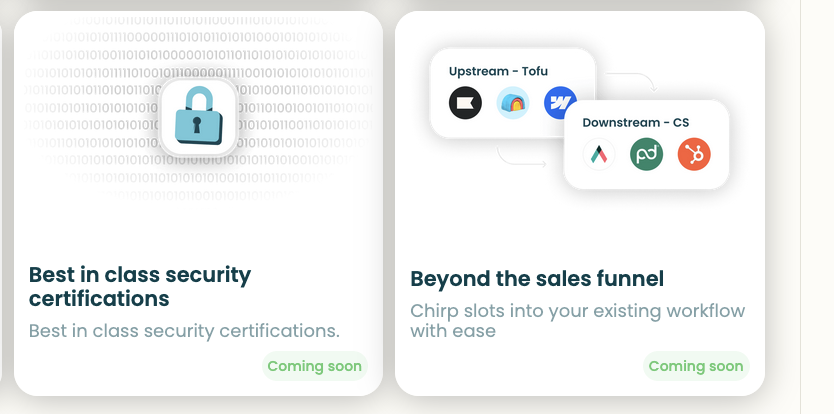 Best in class security
certifications
Best in class security certifications.
Coming soon
Upstream - Tofu
Downstream - CS
pd
Beyond the sales funnel
Chirp slots into your existing workflow
with ease
Coming soon